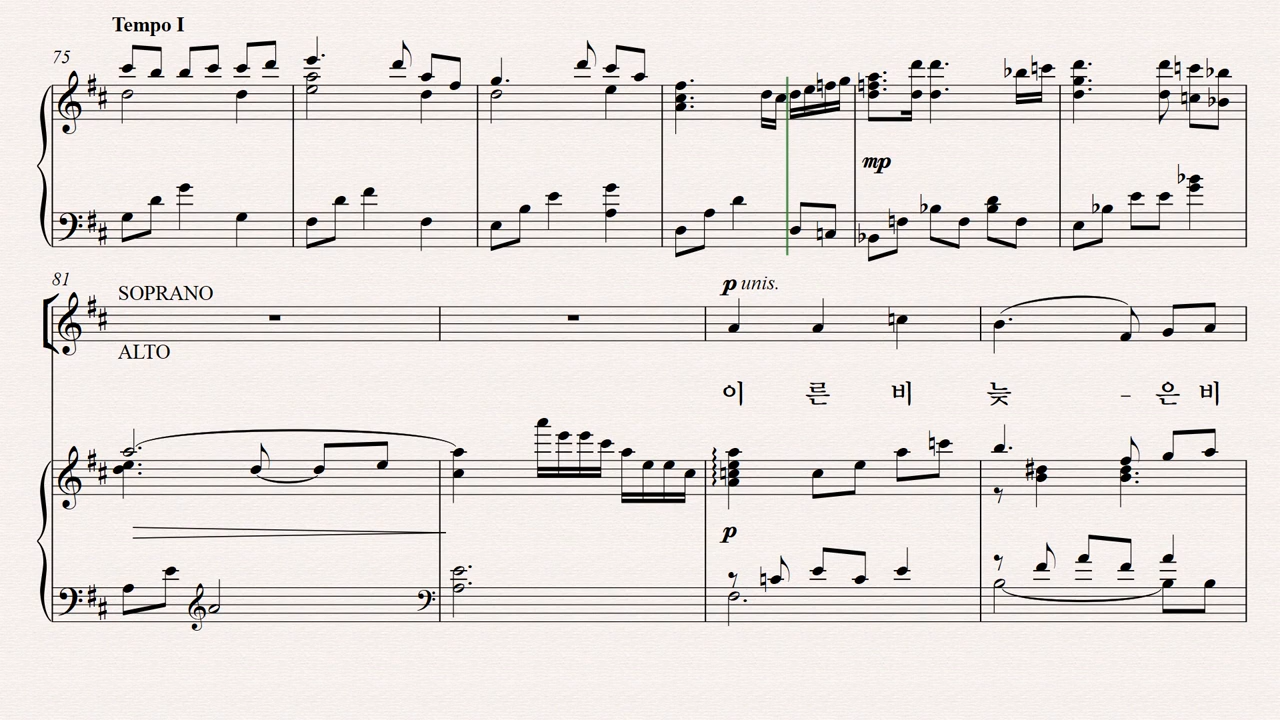 Tempo I
75
mp
81
SOPRANO
p unis.
ALTO
이 른 비 늦 - 은 비
p